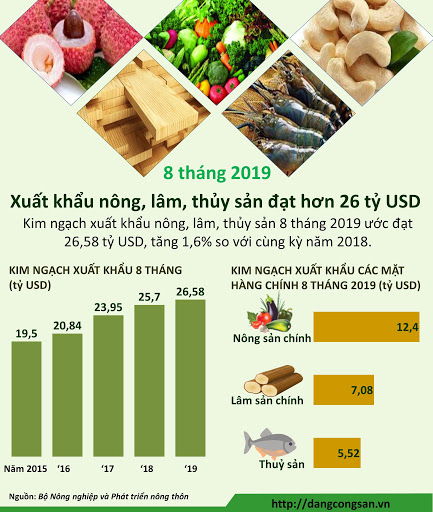 8 tháng 2019
Xuất khẩu nông, lâm, thủy sản đạt hơn 26 tỷ USD
Kim ngạch xuất khẩu nông, lâm, thủy sản 8 tháng 2019 ước đạt
26,58 tỷ USD, tăng 1,6% so với cùng kỳ năm 2018.
KIM NGẠCH XUẤT KHẨU 8 THÁNG
(tỷ USD)
19,5
20,84
23,95
25,7
26,58
Năm 2015
‘16
‘17
‘18
‘19
KIM NGẠCH XUẤT KHẨU CÁC MẶT
HÀNG CHÍNH 8 THÁNG 2019 (tỷ USD)
Nông sản chính
12,4
Lâm sản chính
7,08
Thuỷ sản
5,52
Nguồn: Bộ Nông nghiệp và Phát triển nông thôn
http://dangcongsan.vn